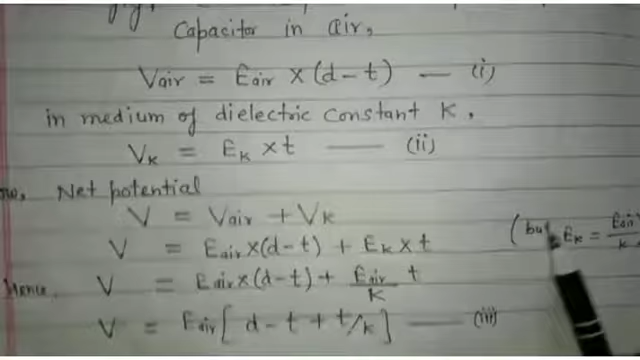 Capacitor in air,
Vair = Eair × (d-t) — (i)
in medium of dielectric constant K,
VK = EK × t — (ii)
Net potential
V = Vair + VK
V = Eair×(d-t) + EK × t (but EK = Eair/K
Hence, V = Eair×(d-t) + Eair/K t
V = Eair[d-t + t/K] — (iii)